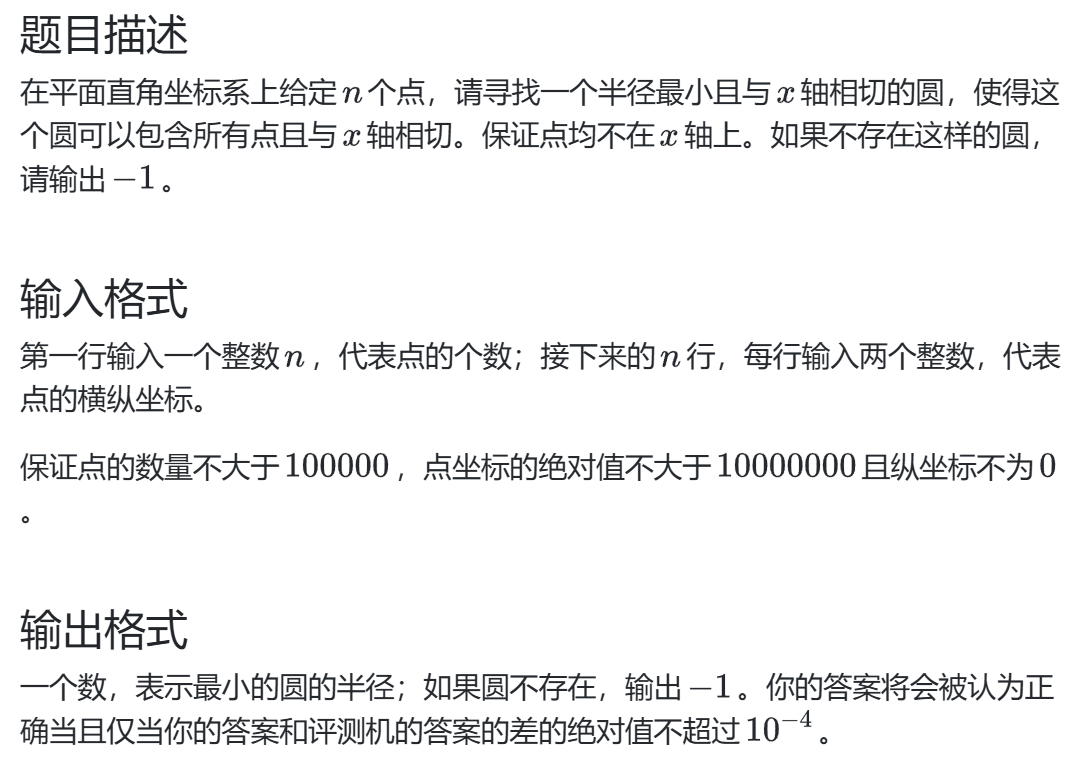 题目描述
在平面直角坐标系上给定 n 个点，请寻找一个半径最小且与 x 轴相切的圆，使得这
个圆可以包含所有点且与 x 轴相切。保证点均不在 x 轴上。如果不存在这样的圆，
请输出 −1 。
输入格式
第一行输入一个整数 n ，代表点的个数；接下来的 n 行，每行输入两个整数，代表
点的横纵坐标。
保证点的数量不大于 100000 ，点坐标的绝对值不大于 10000000 且纵坐标不为 0
。
输出格式
一个数，表示最小的圆的半径；如果圆不存在，输出 −1 。你的答案将会被认为正
确当且仅当你的答案和评测机的答案的差的绝对值不超过 10⁻⁴ 。